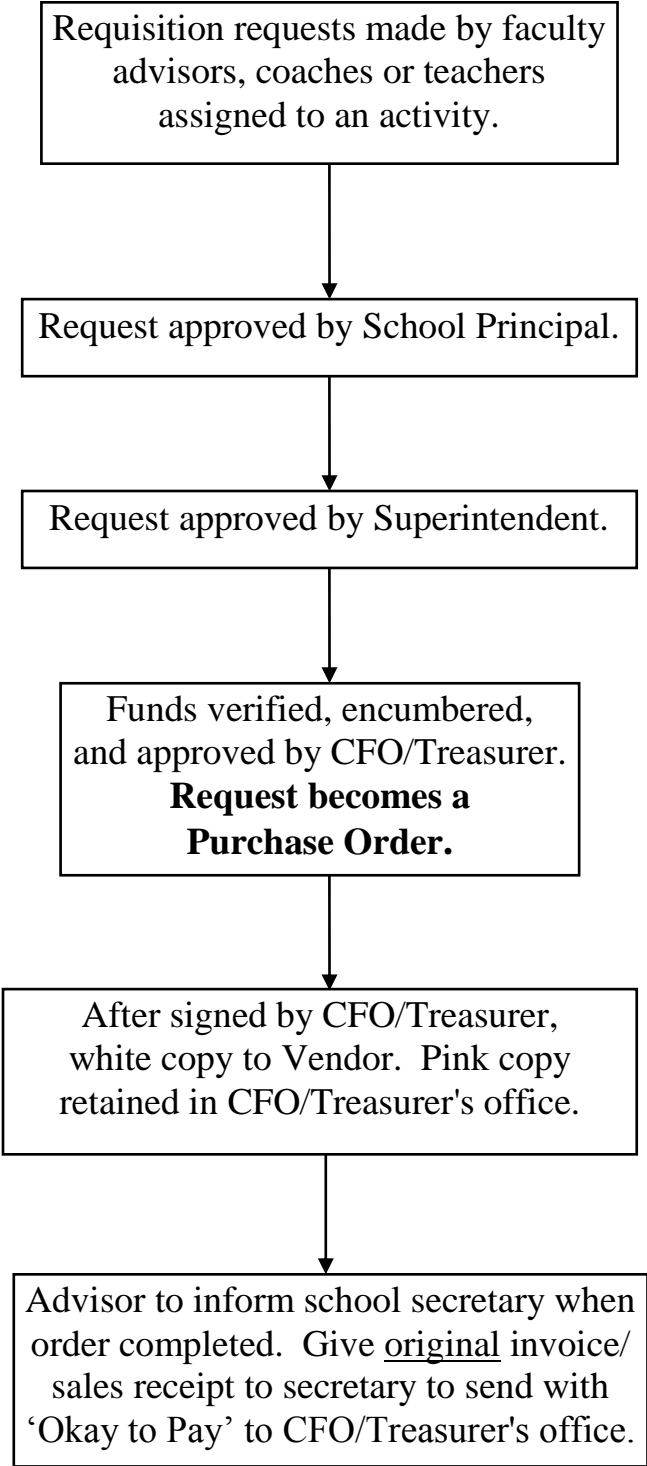 Requisition requests made by faculty
advisors, coaches or teachers
assigned to an activity.
Request approved by School Principal.
Request approved by Superintendent.
Funds verified, encumbered,
and approved by CFO/Treasurer.
Request becomes a
Purchase Order.
After signed by CFO/Treasurer,
white copy to Vendor.  Pink copy
retained in CFO/Treasurer's office.
Advisor to inform school secretary when
order completed.  Give original invoice/
sales receipt to secretary to send with
‘Okay to Pay’ to CFO/Treasurer's office.